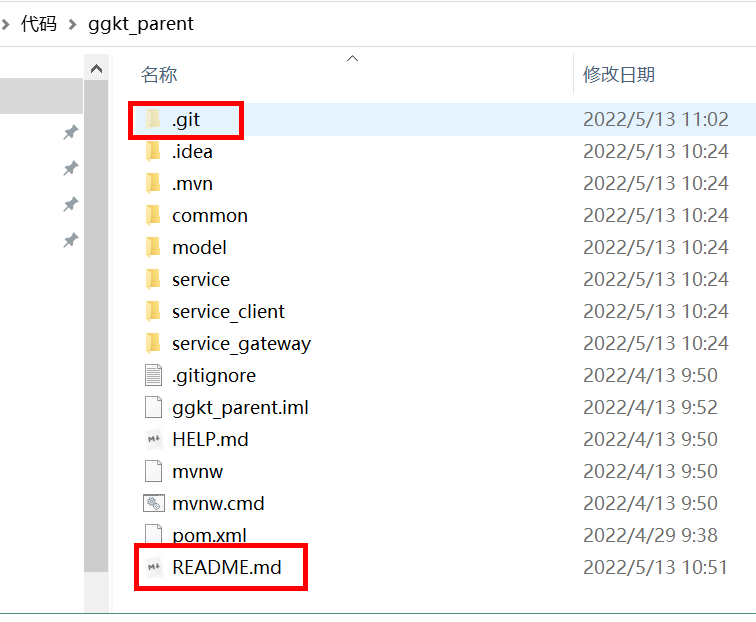 代码 ggkt_parent
名称 修改日期
.git 2022/5/13 11:02
.idea 2022/5/13 10:24
.mvn 2022/5/13 10:24
common 2022/5/13 10:24
model 2022/5/13 10:24
service 2022/5/13 10:24
service_client 2022/5/13 10:24
service_gateway 2022/5/13 10:24
.gitignore 2022/4/13 9:50
ggkt_parent.iml 2022/4/13 9:52
HELP.md 2022/4/13 9:50
mvnw 2022/4/13 9:50
mvnw.cmd 2022/4/13 9:50
pom.xml 2022/4/29 9:38
README.md 2022/5/13 10:51